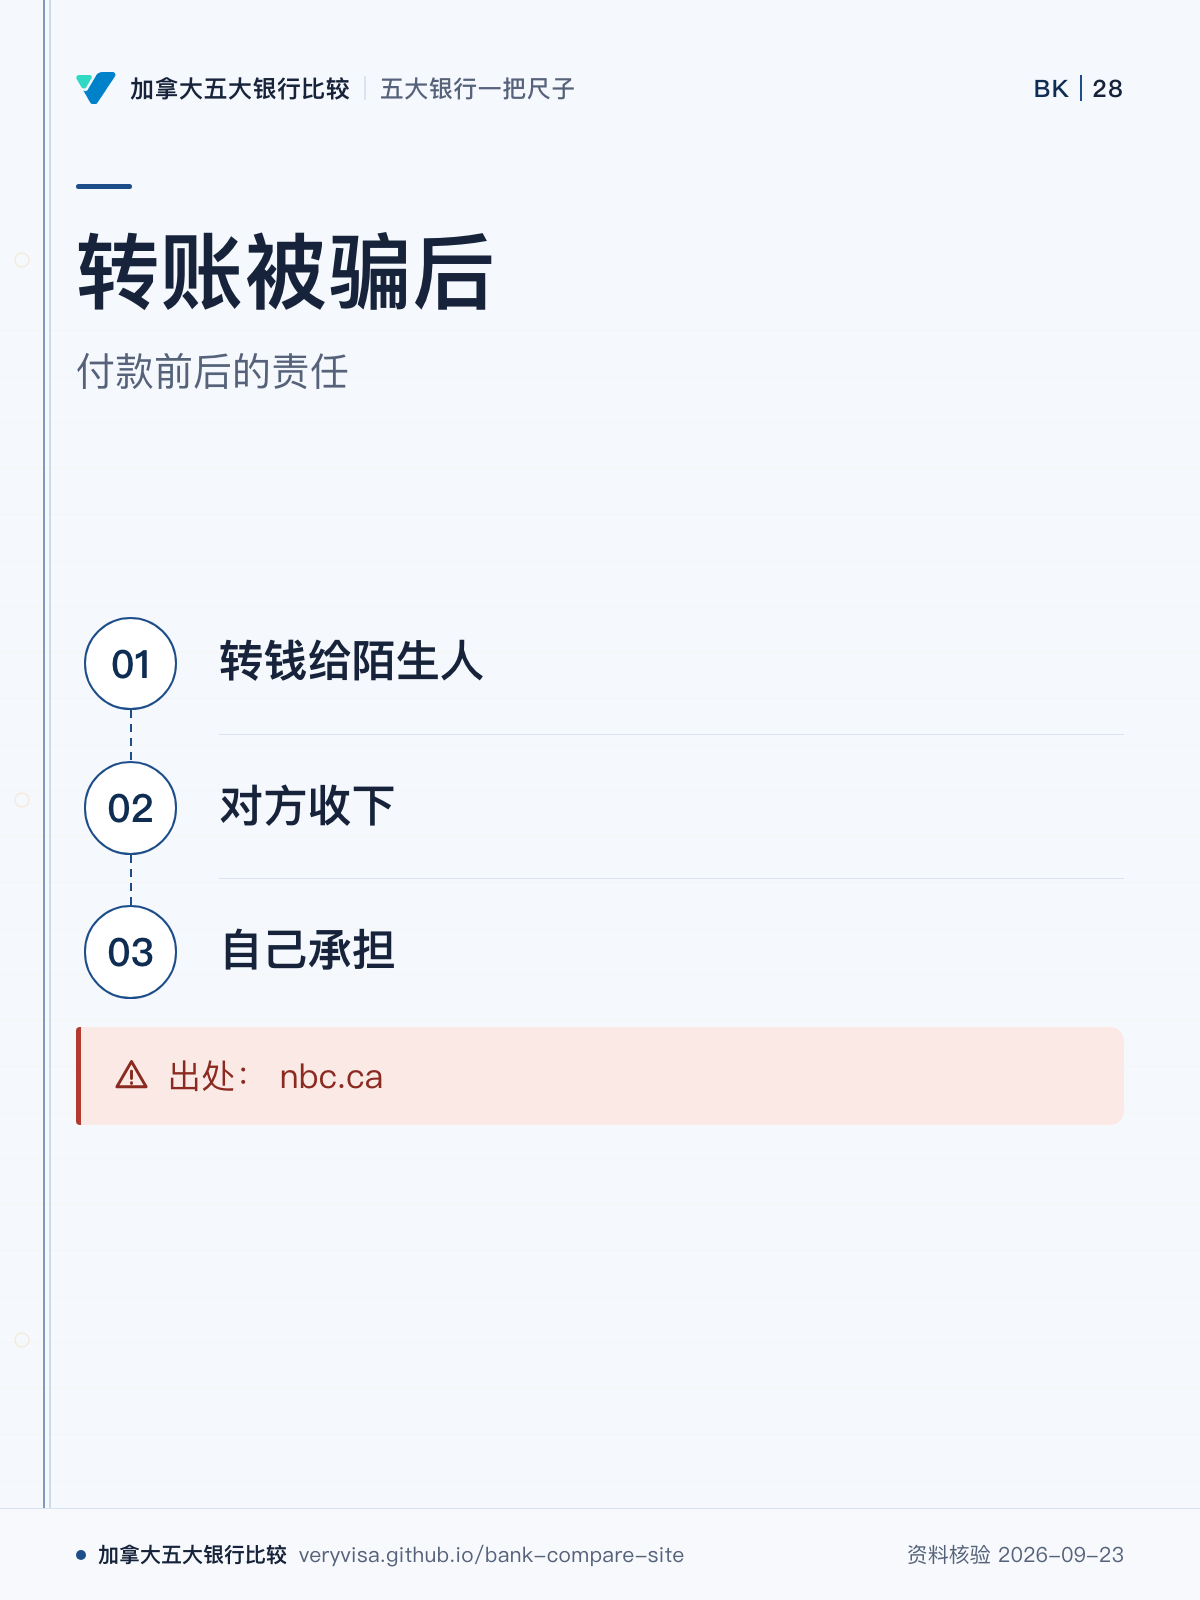 加拿大五大银行比较 | 五大银行一把尺子
BK | 28
转账被骗后
付款前后的责任
01 转钱给陌生人
02 对方收下
03 自己承担
出处： nbc.ca
加拿大五大银行比较 veryvisa.github.io/bank-compare-site
资料核验 2026-09-23